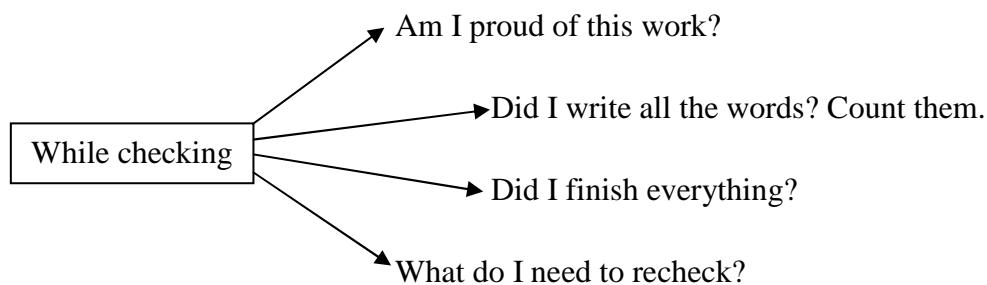 Am I proud of this work?
Did I write all the words? Count them.
While checking
Did I finish everything?
What do I need to recheck?